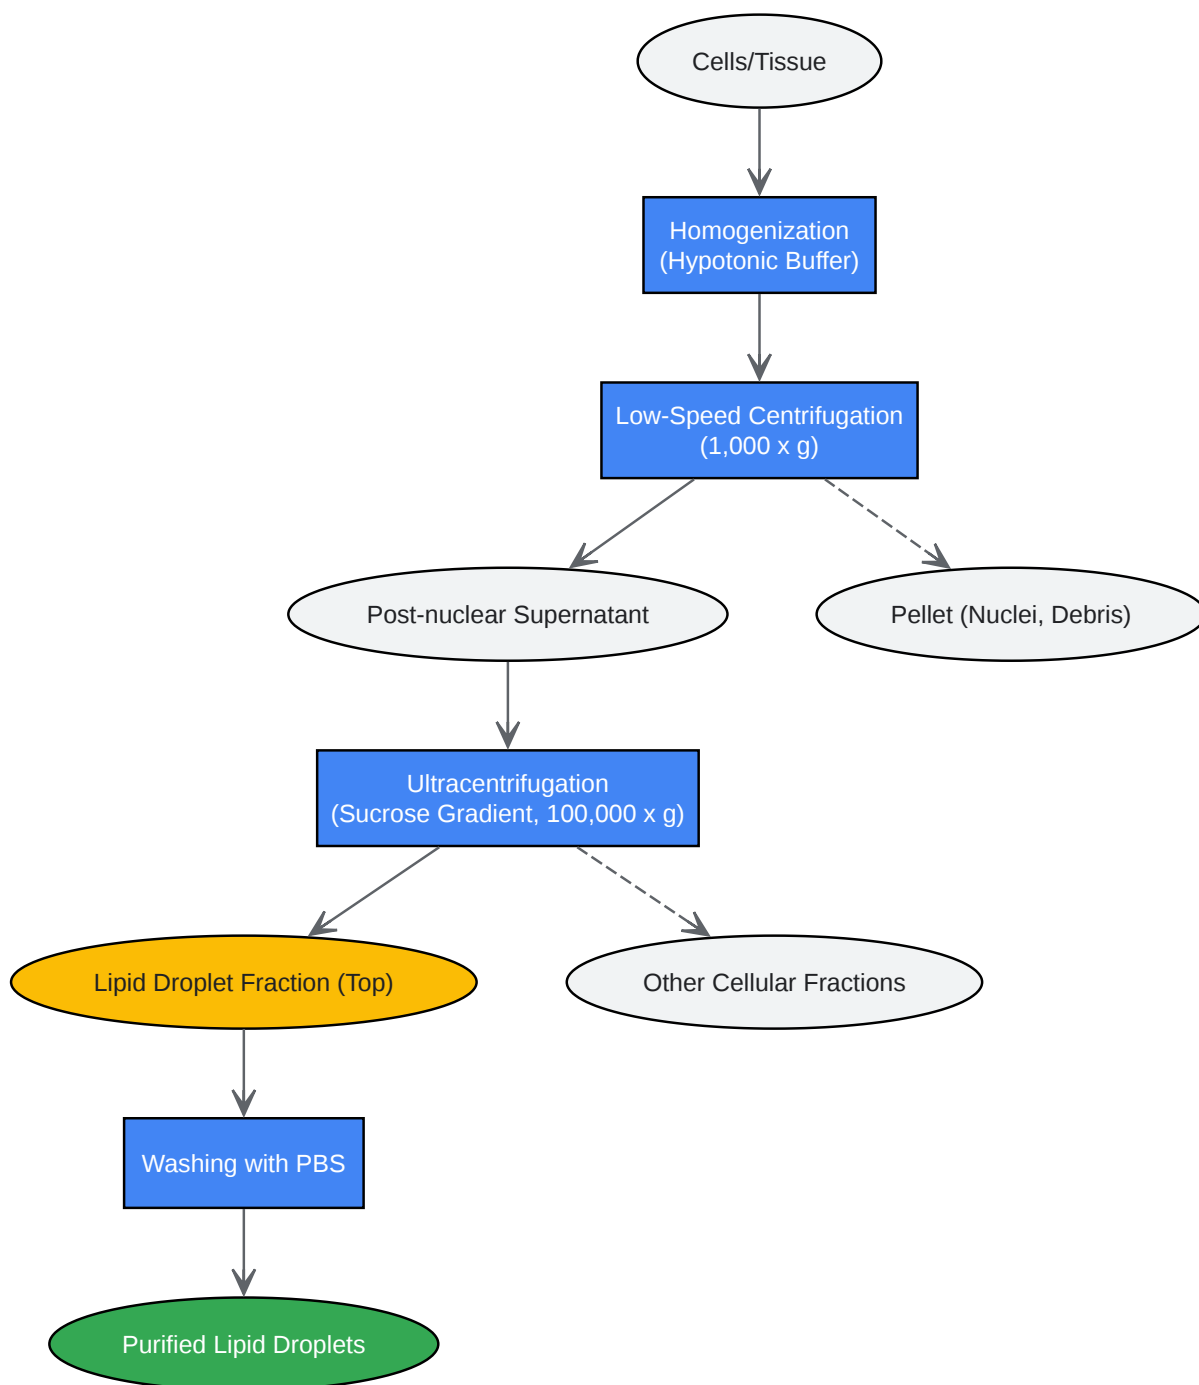 Cells/Tissue
Homogenization
(Hypotonic Buffer)
Low-Speed Centrifugation
(1,000 x g)
Post-nuclear Supernatant
Pellet (Nuclei, Debris)
Ultracentrifugation
(Sucrose Gradient, 100,000 x g)
Lipid Droplet Fraction (Top)
Other Cellular Fractions
Washing with PBS
Purified Lipid Droplets